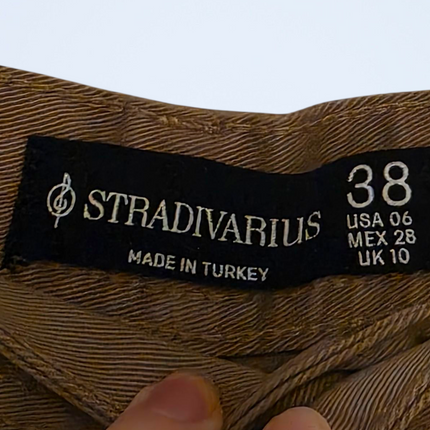 STRADIVARIUS
MADE IN TURKEY
38
USA 06
MEX 28
UK 10